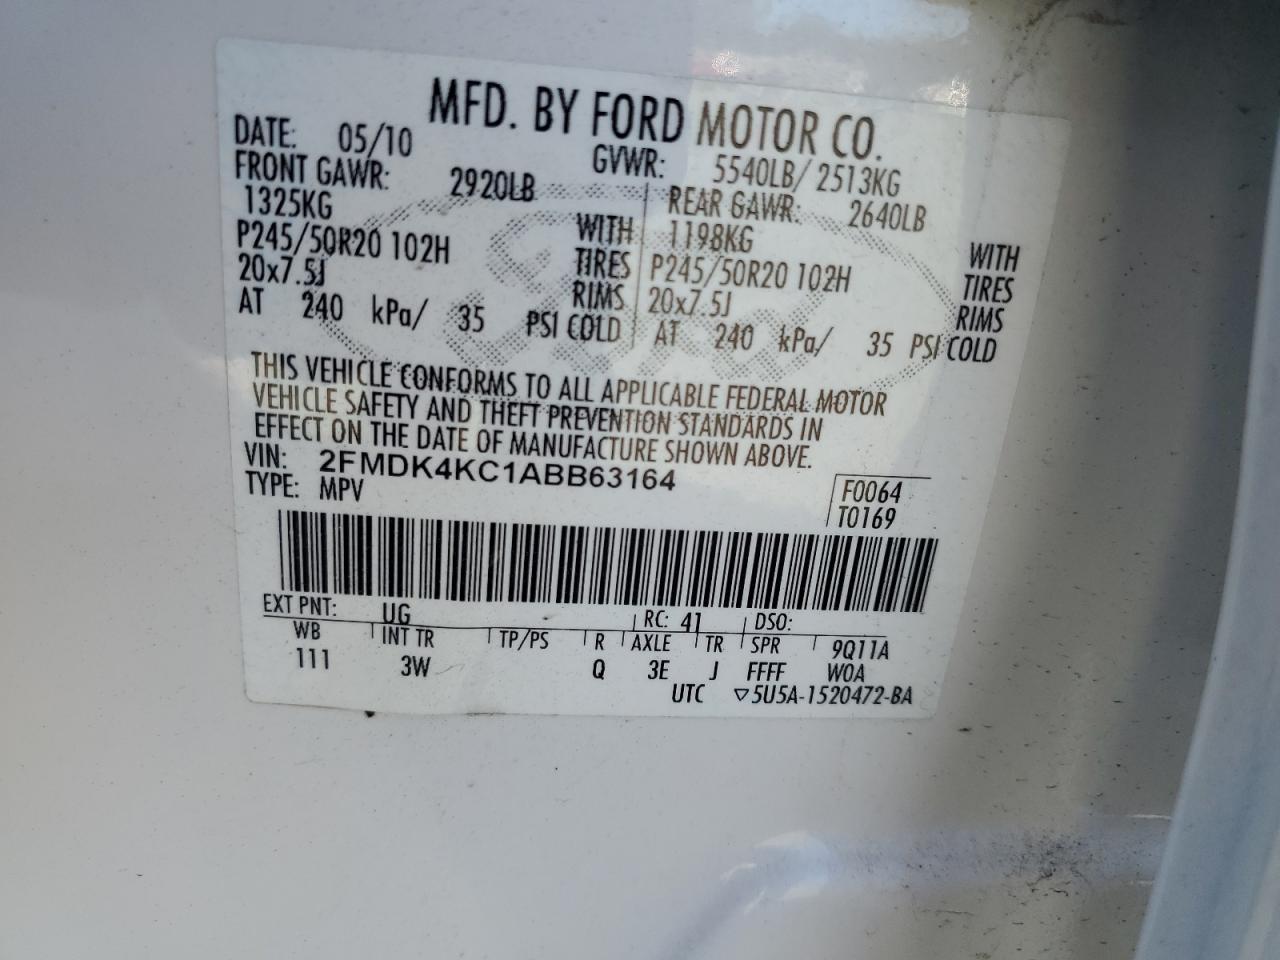 MFD. BY FORD MOTOR CO.
DATE: 05/10 GVWR: 5540LB/ 2513KG
FRONT GAWR: 2920LB REAR GAWR: 2640LB
1325KG WITH 1198KG WITH
P245/50R20 102H TIRES P245/50R20 102H TIRES
20x7.5J RIMS 20x7.5J RIMS
AT 240 kPa/ 35 PSI COLD AT 240 kPa/ 35 PSI COLD
THIS VEHICLE CONFORMS TO ALL APPLICABLE FEDERAL MOTOR
VEHICLE SAFETY AND THEFT PREVENTION STANDARDS IN
EFFECT ON THE DATE OF MANUFACTURE SHOWN ABOVE.
VIN: 2FMDK4KC1ABB63164
TYPE: MPV
F0064
T0169
EXT PNT: UG RC: 41 DSO:
WB INT TR TP/PS R AXLE TR SPR 9Q11A
111 3W Q 3E J FFFF WOA
UTC ▽5U5A-1520472-BA